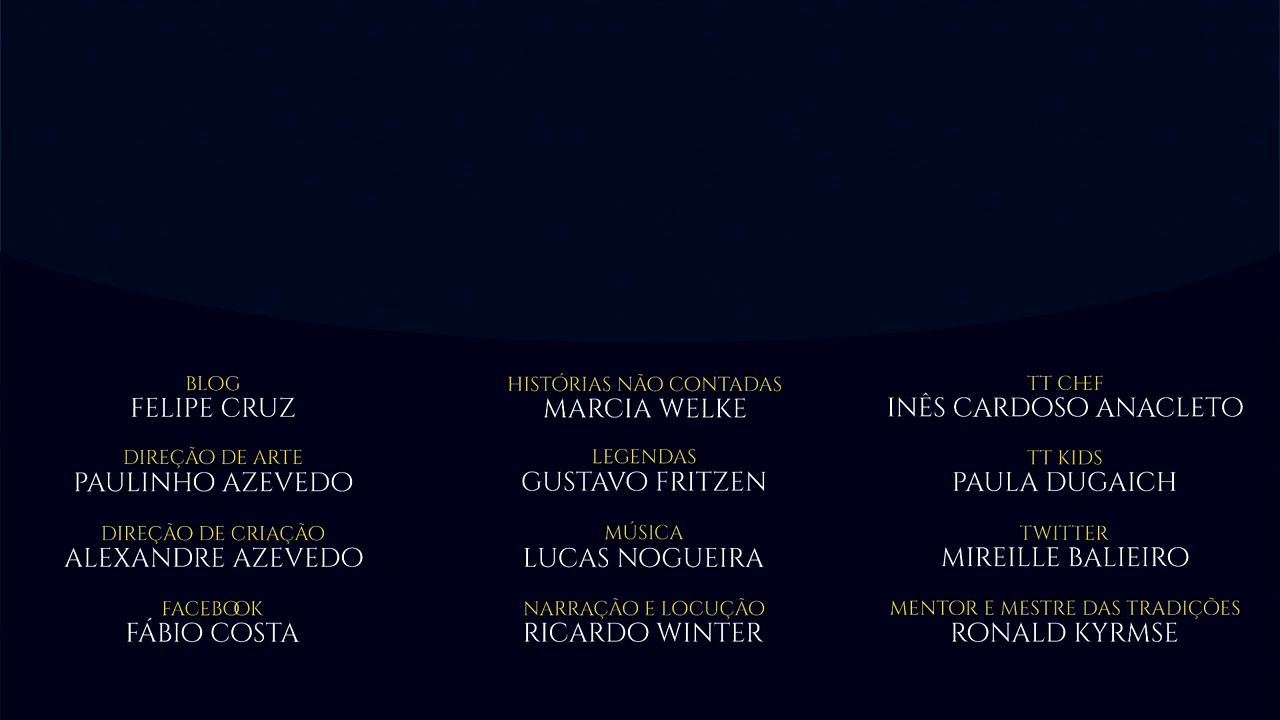 BLOG
FELIPE CRUZ
DIREÇÃO DE ARTE
PAULINHO AZEVEDO
DIREÇÃO DE CRIAÇÃO
ALEXANDRE AZEVEDO
FACEBOOK
FÁBIO COSTA
HISTÓRIAS NÃO CONTADAS
MARCIA WELKE
LEGENDAS
GUSTAVO FRITZEN
MÚSICA
LUCAS NOGUEIRA
NARRAÇÃO E LOCUÇÃO
RICARDO WINTER
TT CHEF
INÊS CARDOSO ANACLETO
TT KIDS
PAULA DUGAICH
TWITTER
MIREILLE BALIEIRO
MENTOR E MESTRE DAS TRADIÇÕES
RONALD KYRMSE